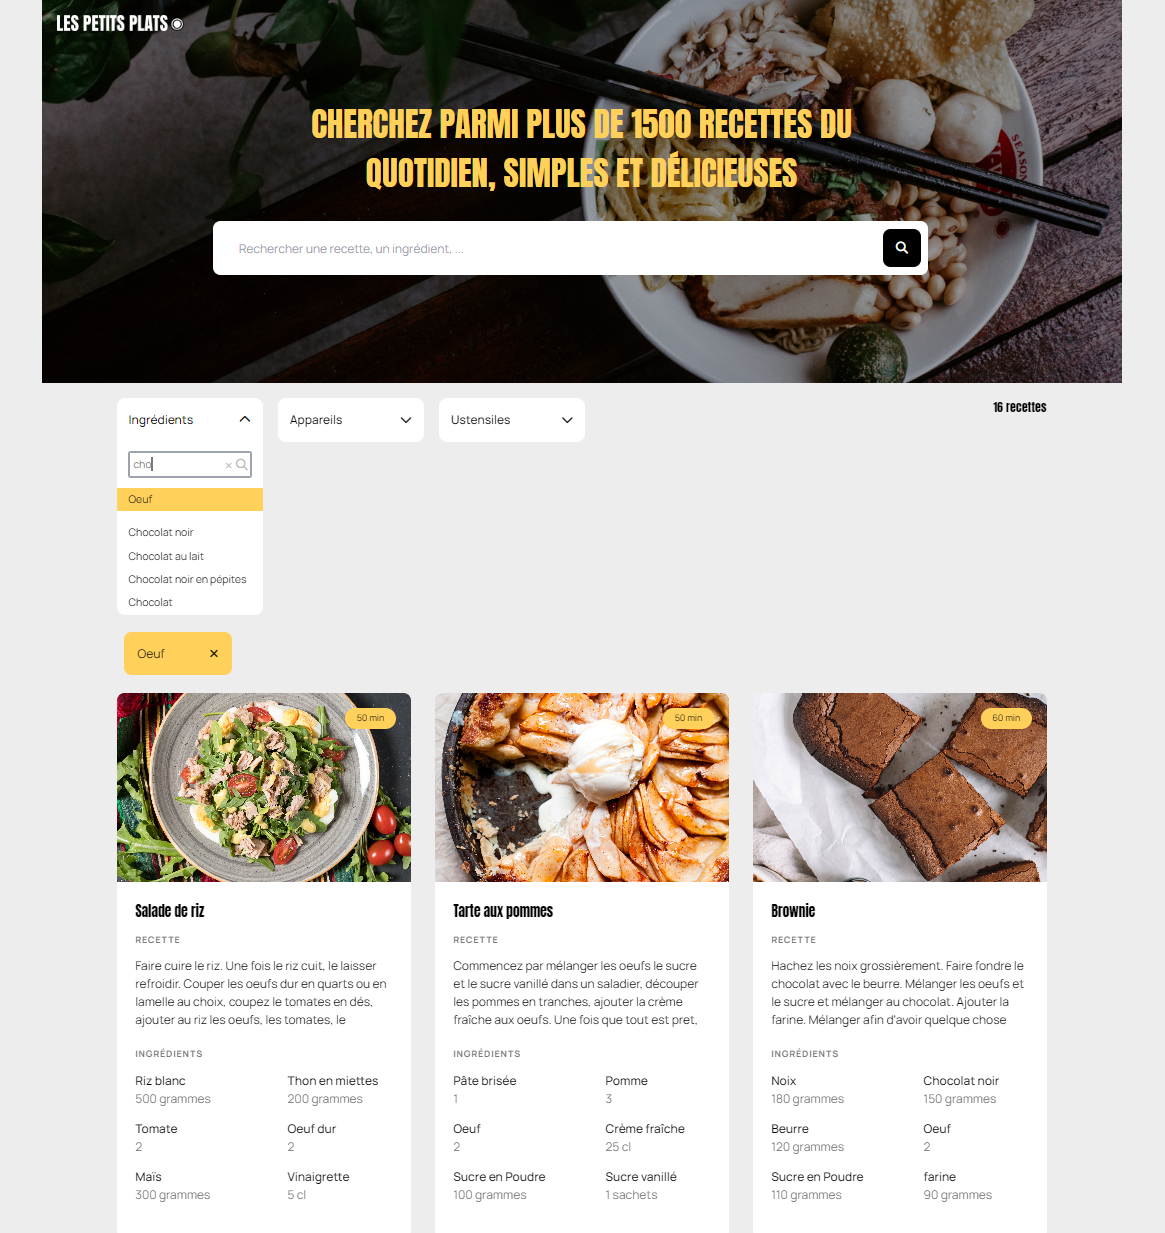 LES PETITS PLATS
CHERCHEZ PARMI PLUS DE 1500 RECETTES DU
QUOTIDIEN, SIMPLES ET DÉLICIEUSES
Rechercher une recette, un ingrédient, ...
Ingrédients
Appareils
Ustensiles
16 recettes
cho
×
Oeuf
Chocolat noir
Chocolat au lait
Chocolat noir en pépites
Chocolat
Oeuf ×
50 min
50 min
60 min
Salade de riz
RECETTE
Faire cuire le riz. Une fois le riz cuit, le laisser
refroidir. Couper les oeufs dur en quarts ou en
lamelle au choix, coupez le tomates en dés,
ajouter au riz les oeufs, les tomates, le
INGRÉDIENTS
Riz blanc
500 grammes
Thon en miettes
200 grammes
Tomate
2
Oeuf dur
2
Maïs
300 grammes
Vinaigrette
5 cl
Tarte aux pommes
RECETTE
Commencez par mélanger les oeufs le sucre
et le sucre vanillé dans un saladier, découper
les pommes en tranches, ajouter la crème
fraîche aux oeufs. Une fois que tout est pret,
INGRÉDIENTS
Pâte brisée
1
Pomme
3
Oeuf
2
Crème fraîche
25 cl
Sucre en Poudre
100 grammes
Sucre vanillé
1 sachets
Brownie
RECETTE
Hachez les noix grossièrement. Faire fondre le
chocolat avec le beurre. Mélanger les oeufs et
le sucre et mélanger au chocolat. Ajouter la
farine. Mélanger afin d'avoir quelque chose
INGRÉDIENTS
Noix
180 grammes
Chocolat noir
150 grammes
Beurre
120 grammes
Oeuf
2
Sucre en Poudre
110 grammes
farine
90 grammes